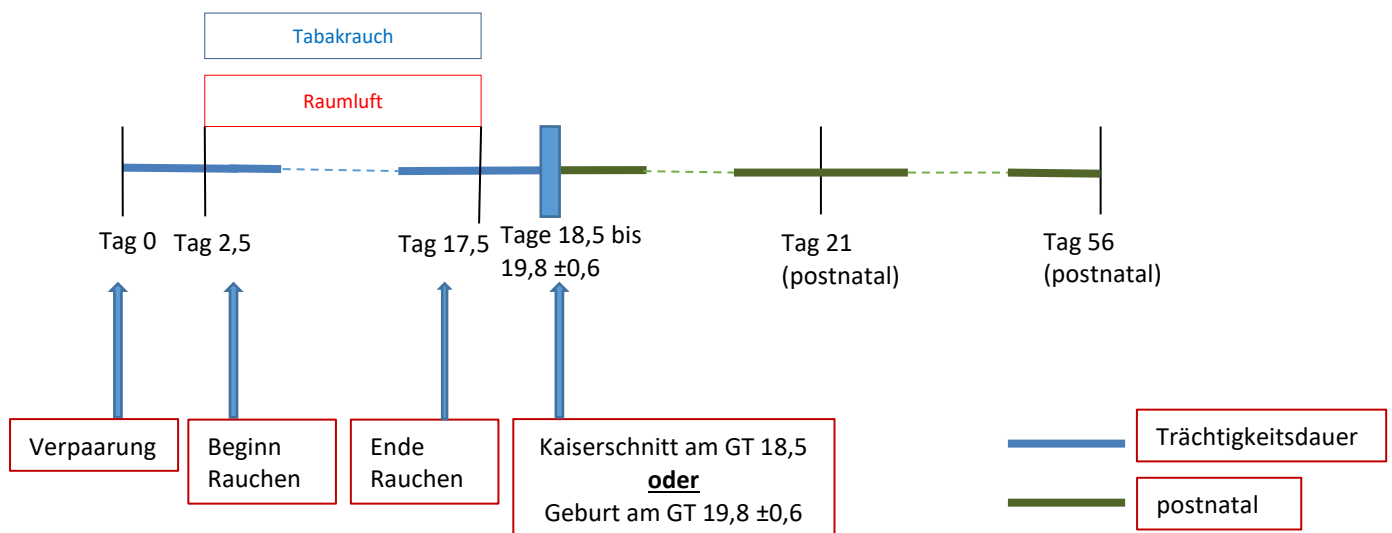 Tabakrauch
Raumluft
Tag 0
Tag 2,5
Tag 17,5
Tage 18,5 bis
19,8 ±0,6
Tag 21
(postnatal)
Tag 56
(postnatal)
Verpaarung
Beginn
Rauchen
Ende
Rauchen
Kaiserschnitt am GT 18,5
oder
Geburt am GT 19,8 ±0,6
Trächtigkeitsdauer
postnatal